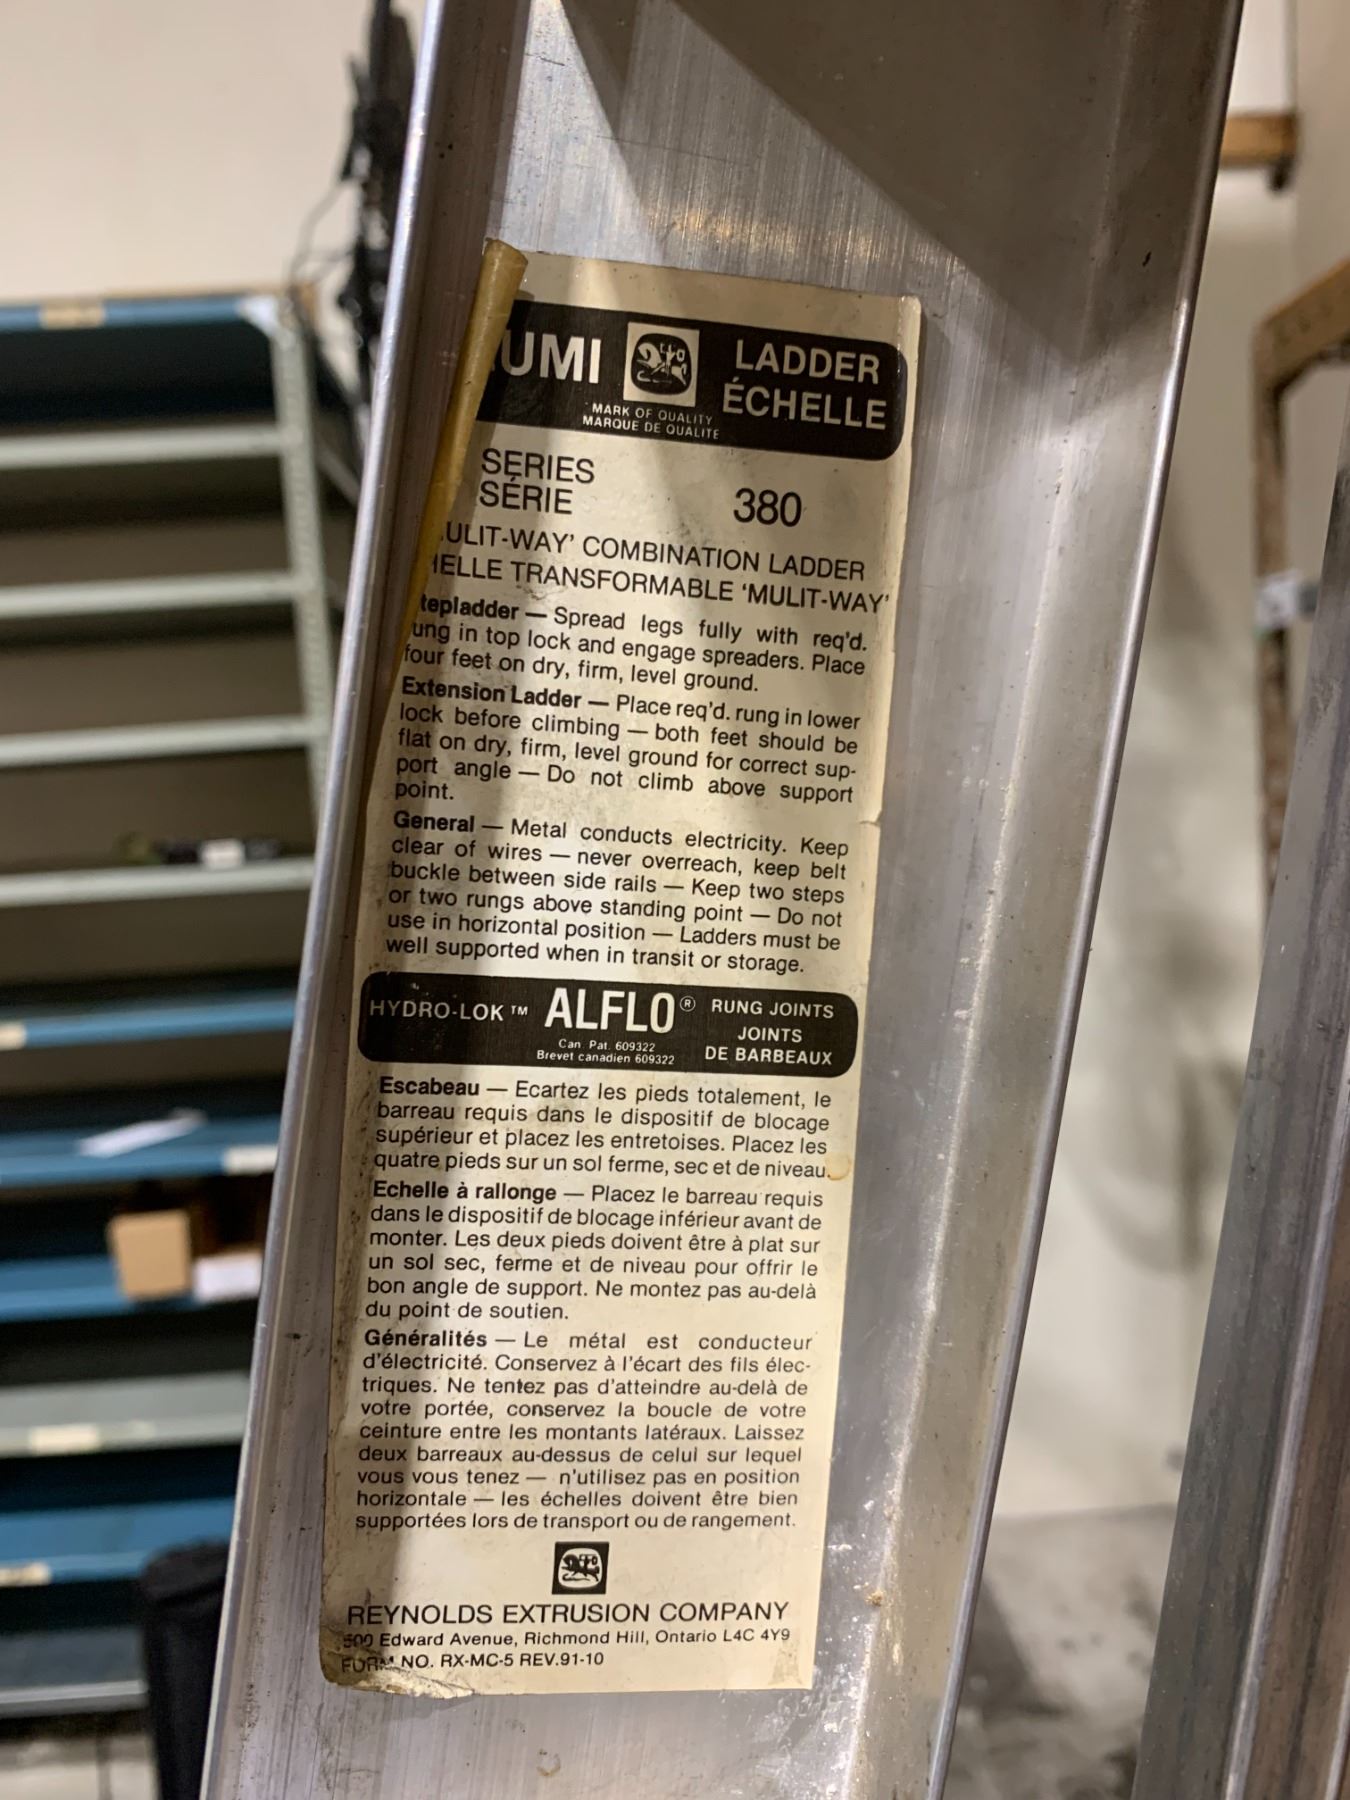 UMI
LADDER
ÉCHELLE
MARK OF QUALITY
MARQUE DE QUALITÉ
SERIES
SÉRIE
380
ULIT-WAY' COMBINATION LADDER
IELLE TRANSFORMABLE 'MULIT-WAY'
tepladder — Spread legs fully with req'd.
ung in top lock and engage spreaders. Place
four feet on dry, firm, level ground.
Extension Ladder — Place req'd. rung in lower
lock before climbing — both feet should be
flat on dry, firm, level ground for correct sup-
port angle — Do not climb above support
point.
General — Metal conducts electricity. Keep
clear of wires — never overreach, keep belt
buckle between side rails — Keep two steps
or two rungs above standing point — Do not
use in horizontal position — Ladders must be
well supported when in transit or storage.
HYDRO-LOK™ ALFLO® RUNG JOINTS
JOINTS
DE BARBEAUX
Can. Pat. 609322
Brevet canadien 609322
Escabeau — Ecartez les pieds totalement, le
barreau requis dans le dispositif de blocage
supérieur et placez les entretoises. Placez les
quatre pieds sur un sol ferme, sec et de niveau.
Echelle à rallonge — Placez le barreau requis
dans le dispositif de blocage inférieur avant de
monter. Les deux pieds doivent être à plat sur
un sol sec, ferme et de niveau pour offrir le
bon angle de support. Ne montez pas au-delà
du point de soutien.
Généralités — Le métal est conducteur
d'électricité. Conservez à l'écart des fils élec-
triques. Ne tentez pas d'atteindre au-delà de
votre portée, conservez la boucle de votre
ceinture entre les montants latéraux. Laissez
deux barreaux au-dessus de celui sur lequel
vous vous tenez — n'utilisez pas en position
horizontale — les échelles doivent être bien
supportées lors de transport ou de rangement.
REYNOLDS EXTRUSION COMPANY
500 Edward Avenue, Richmond Hill, Ontario L4C 4Y9
FORM NO. RX-MC-5 REV.91-10